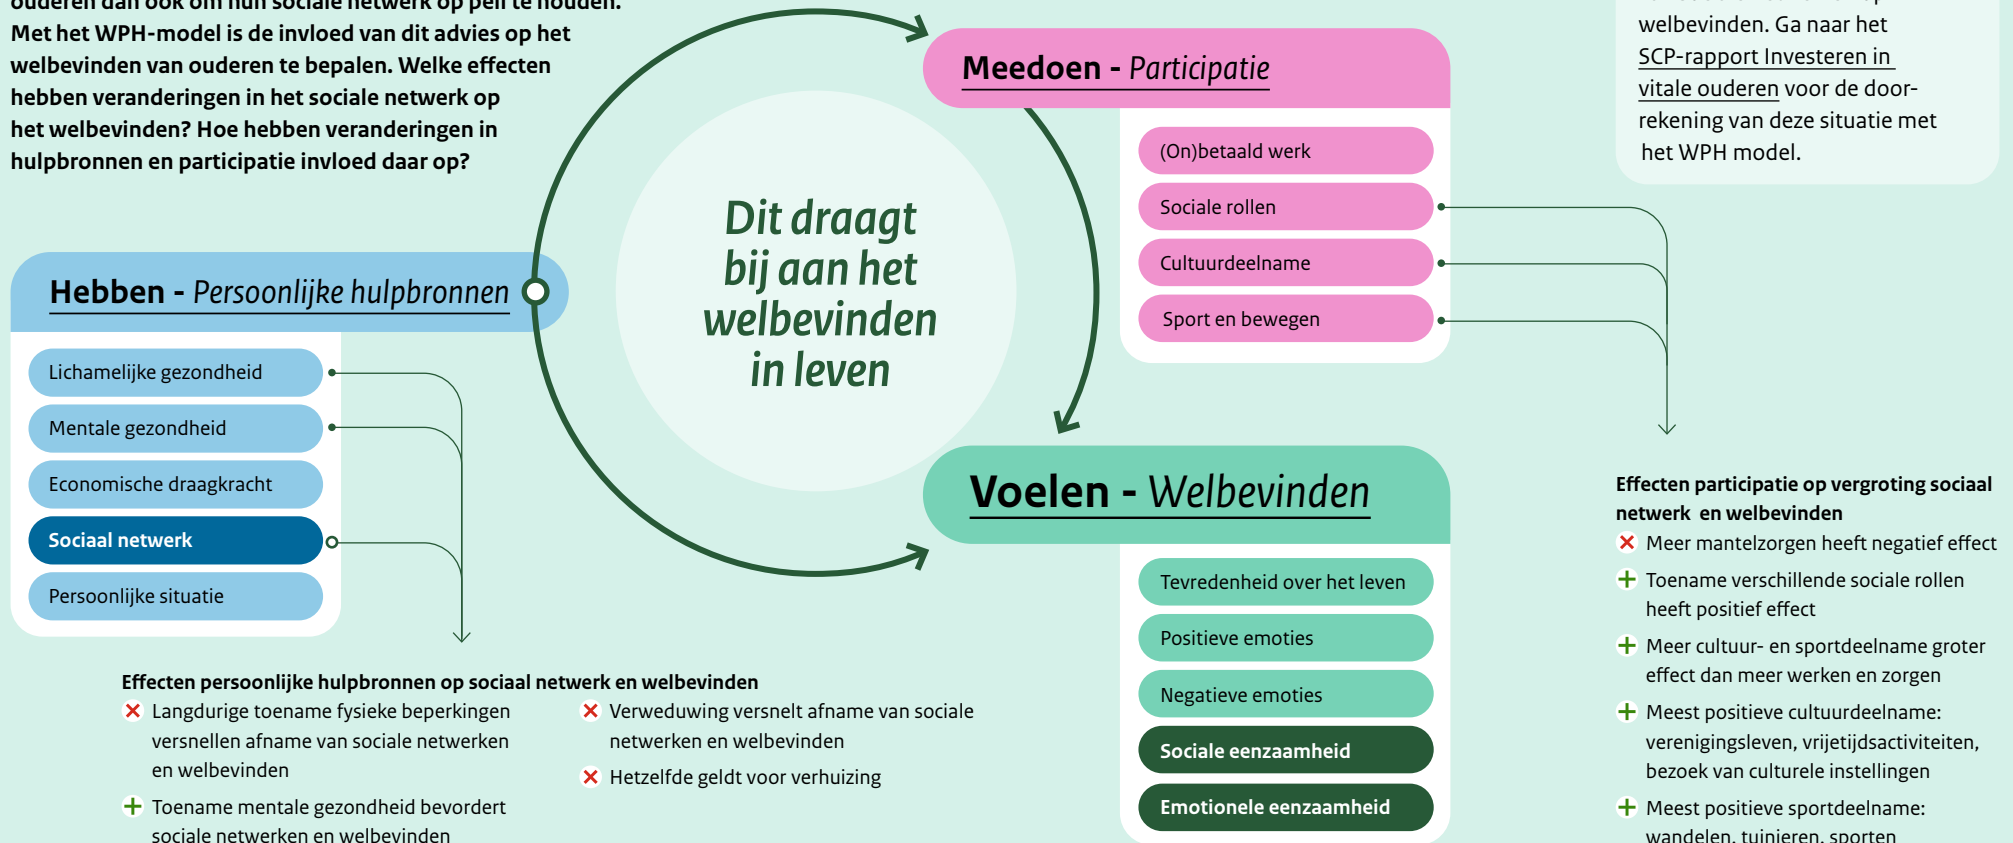 ouderen dan ook om hun sociale netwerk op peil te houden.
Met het WPH-model is de invloed van dit advies op het
welbevinden van ouderen te bepalen. Welke effecten
hebben veranderingen in het sociale netwerk op
het welbevinden? Hoe hebben veranderingen in
hulpbronnen en participatie invloed daar op?
welbevinden. Ga naar het
SCP-rapport Investeren in
vitale ouderen voor de door-
rekening van deze situatie met
het WPH model.
Dit draagt
bij aan het
welbevinden
in leven
Hebben - Persoonlijke hulpbronnen
Lichamelijke gezondheid
Mentale gezondheid
Economische draagkracht
Sociaal netwerk
Persoonlijke situatie
Meedoen - Participatie
(On)betaald werk
Sociale rollen
Cultuurdeelname
Sport en bewegen
Voelen - Welbevinden
Tevredenheid over het leven
Positieve emoties
Negatieve emoties
Sociale eenzaamheid
Emotionele eenzaamheid
Effecten persoonlijke hulpbronnen op sociaal netwerk en welbevinden
Langdurige toename fysieke beperkingen
versnellen afname van sociale netwerken
en welbevinden
Toename mentale gezondheid bevordert
sociale netwerken en welbevinden
Verweduwing versnelt afname van sociale
netwerken en welbevinden
Hetzelfde geldt voor verhuizing
Effecten participatie op vergroting sociaal
netwerk en welbevinden
Meer mantelzorgen heeft negatief effect
Toename verschillende sociale rollen
heeft positief effect
Meer cultuur- en sportdeelname groter
effect dan meer werken en zorgen
Meest positieve cultuurdeelname:
verenigingsleven, vrijetijdsactiviteiten,
bezoek van culturele instellingen
Meest positieve sportdeelname:
wandelen, tuinieren, sporten